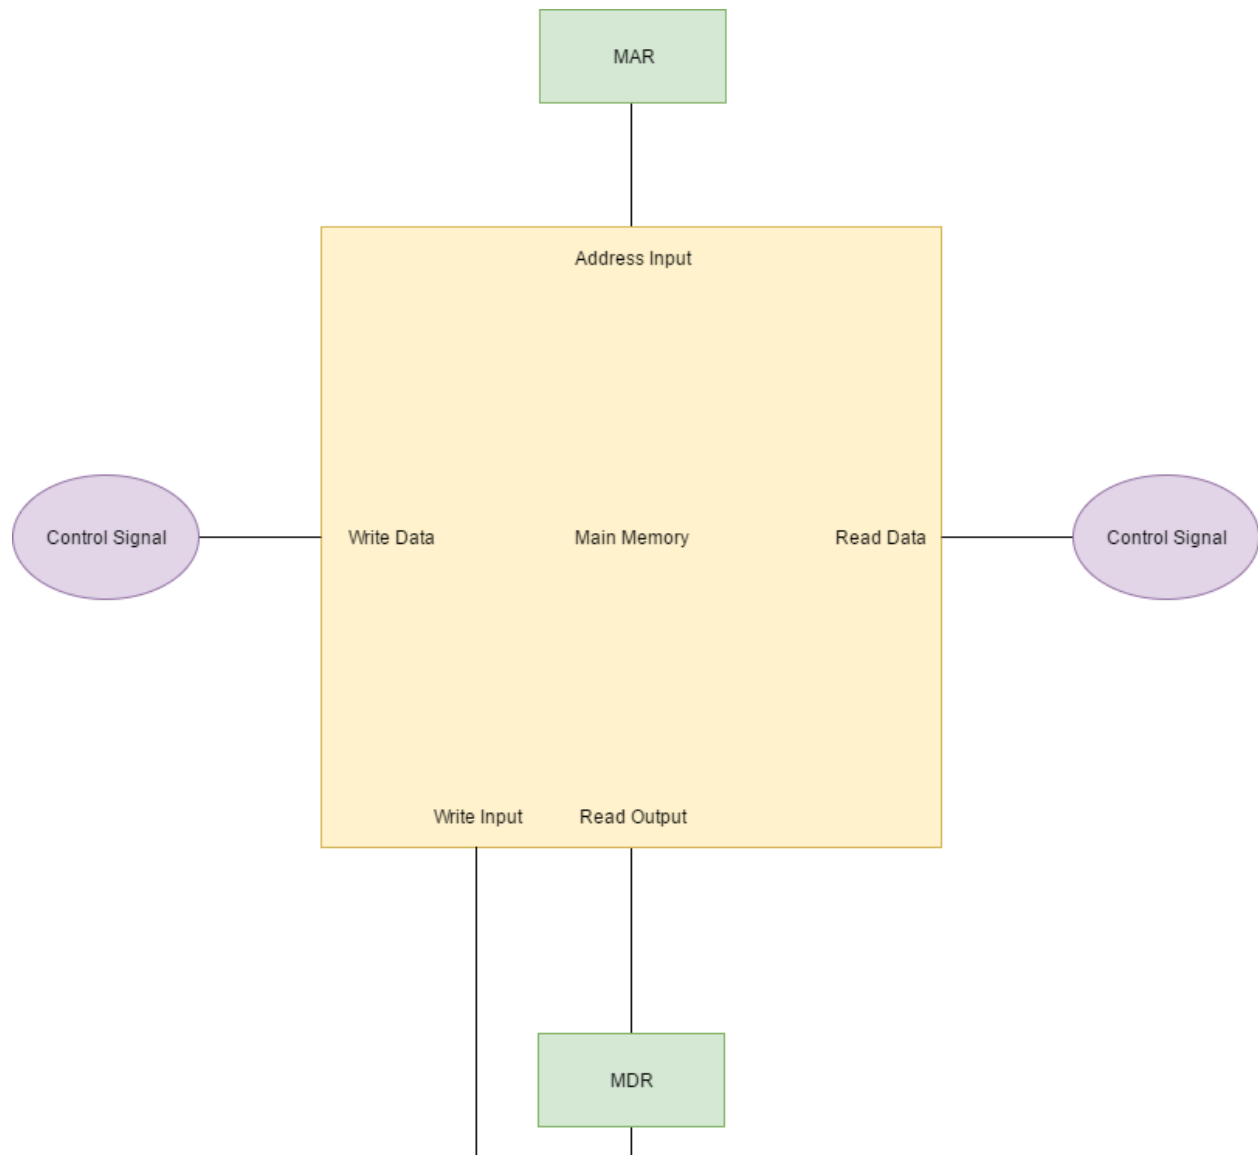 MAR
Address Input
Control Signal
Write Data
Main Memory
Read Data
Control Signal
Write Input
Read Output
MDR